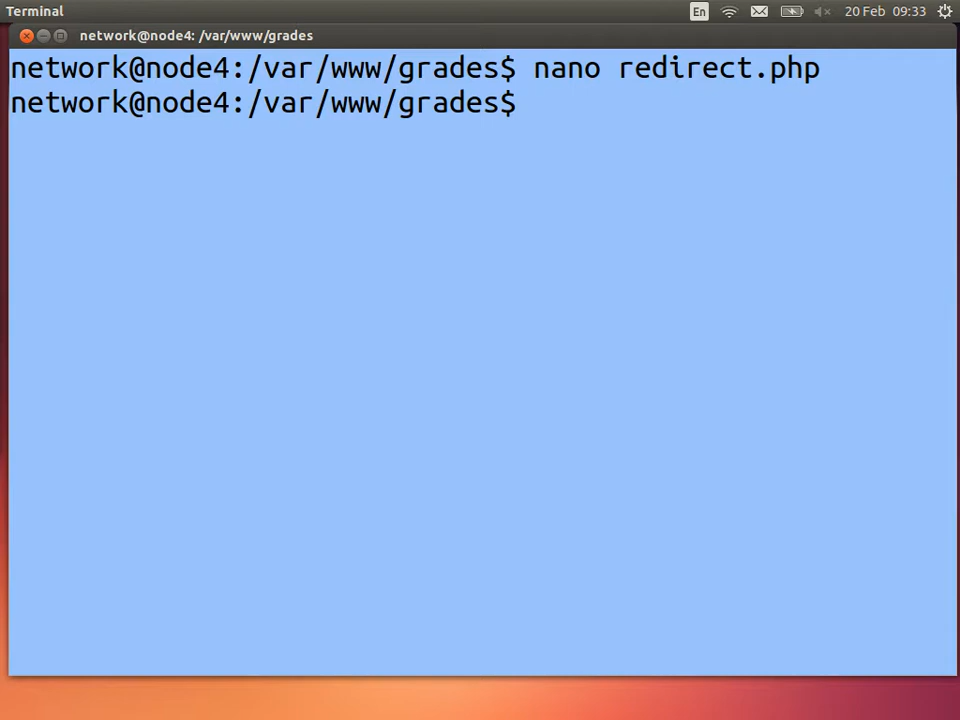 Terminal
En
20 Feb 09:33
network@node4: /var/www/grades
network@node4:/var/www/grades$ nano redirect.php
network@node4:/var/www/grades$